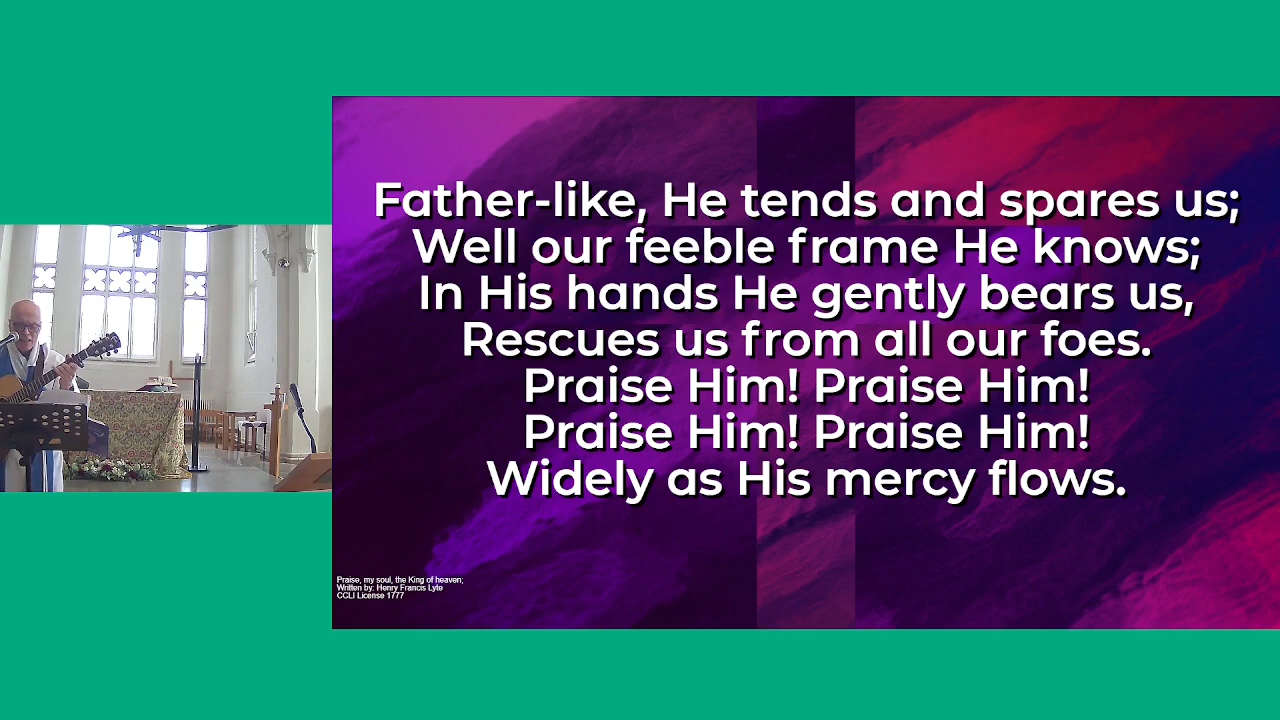 Father-like, He tends and spares us;
Well our feeble frame He knows;
In His hands He gently bears us,
Rescues us from all our foes.
Praise Him! Praise Him!
Praise Him! Praise Him!
Widely as His mercy flows.
Praise, my soul, the King of heaven;
Written by: Henry Francis Lyte
CCLI License 1777